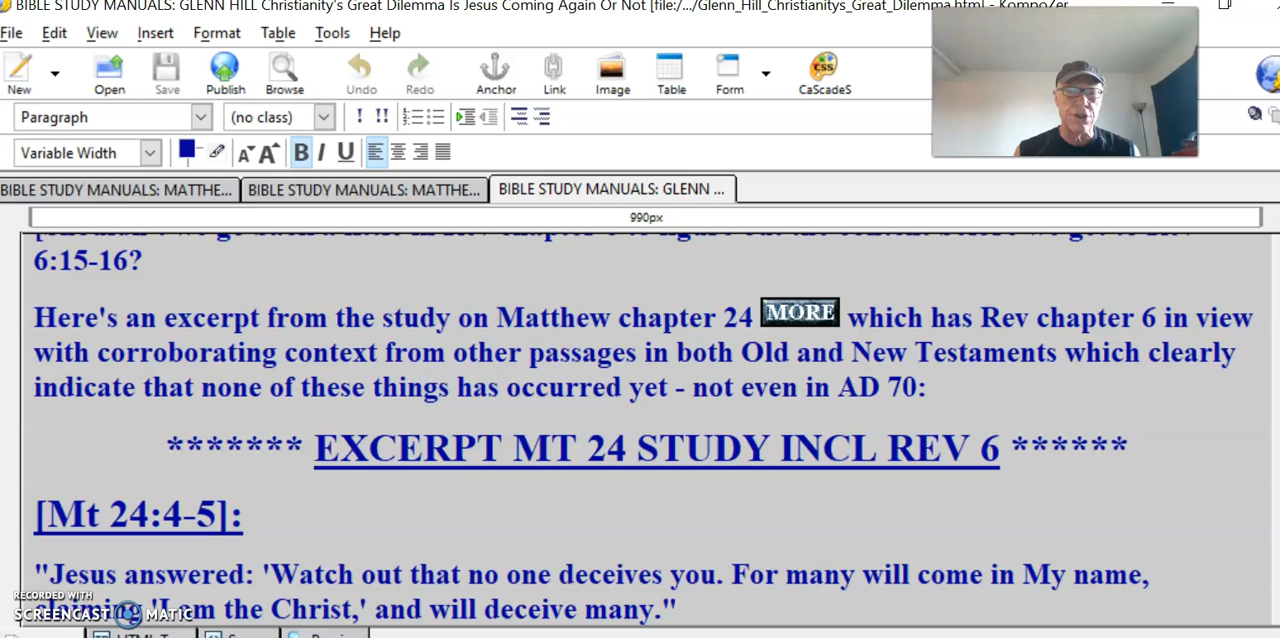 BIBLE STUDY MANUALS: GLENN HILL Christianity's Great Dilemma Is Jesus Coming Again Or Not [file:/.../Glenn_Hill_Christianitys_Great_Dilemma.html] - KompoZer
File Edit View Insert Format Table Tools Help
New Open Save Publish Browse Undo Redo Anchor Link Image Table Form CaScadeS
Paragraph (no class) ! !!
Variable Width A A B I U
BIBLE STUDY MANUALS: MATTHE... BIBLE STUDY MANUALS: MATTHE... BIBLE STUDY MANUALS: GLENN ...
990px
6:15-16?
Here's an excerpt from the study on Matthew chapter 24 MORE which has Rev chapter 6 in view
with corroborating context from other passages in both Old and New Testaments which clearly
indicate that none of these things has occurred yet - not even in AD 70:
******* EXCERPT MT 24 STUDY INCL REV 6 ******
[Mt 24:4-5]:
"Jesus answered: 'Watch out that no one deceives you. For many will come in My name,
'I am the Christ,' and will deceive many."
RECORDED WITH
SCREENCAST MATIC